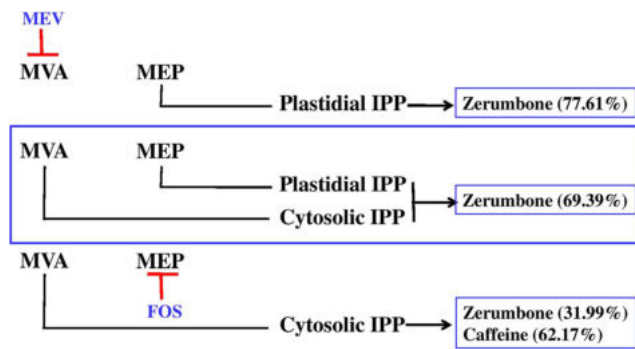 MEV
MVA MEP
Plastidial IPP Zerumbone (77.61%)
MVA MEP
Plastidial IPP
Cytosolic IPP Zerumbone (69.39%)
MVA MEP
FOS
Cytosolic IPP Zerumbone (31.99%)
Caffeine (62.17%)